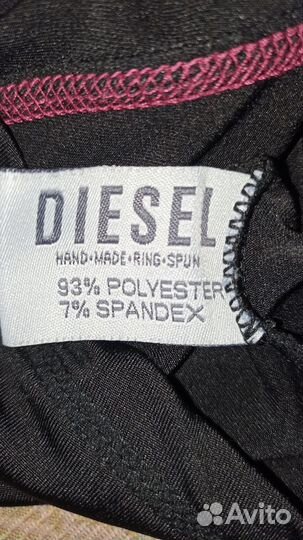 DIESEL
HAND•MADE•RING•SPUN
93% POLYESTER
7% SPANDEX
Avito